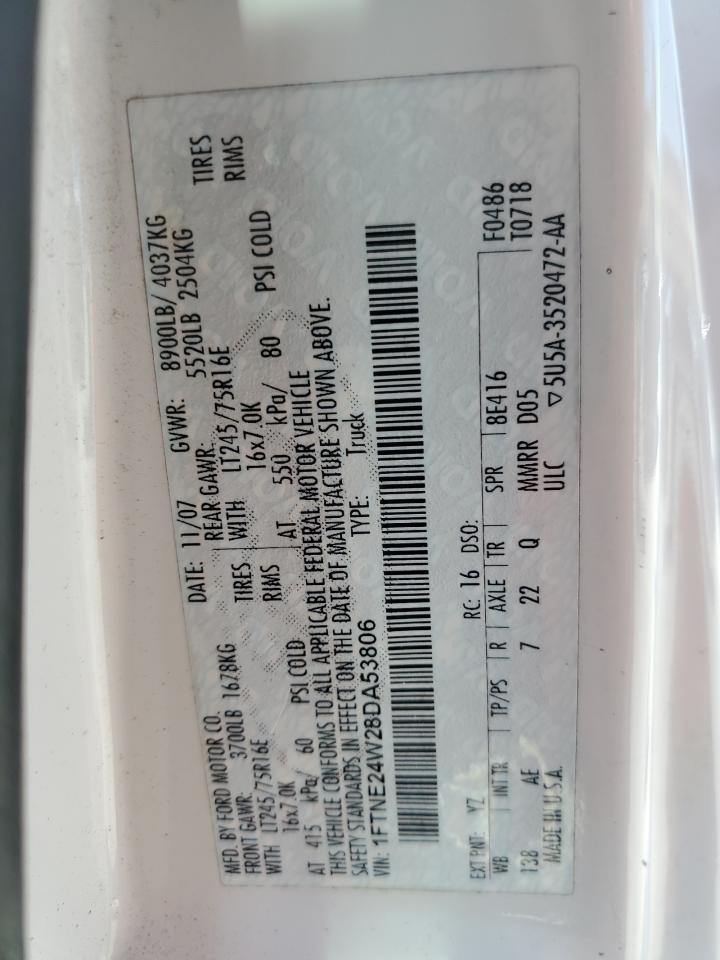 MFD. BY FORD MOTOR CO.
DATE: 11/07 GVWR: 8900LB/ 4037KG
FRONT GAWR: 3700LB 1678KG
REAR GAWR: 5520LB 2504KG
WITH LT245/75R16E TIRES
WITH LT245/75R16E TIRES
16x7.0K RIMS
16x7.0K RIMS
AT 415 kPa/ 60 PSI COLD
AT 550 kPa/ 80 PSI COLD
THIS VEHICLE CONFORMS TO ALL APPLICABLE FEDERAL MOTOR VEHICLE
SAFETY STANDARDS IN EFFECT ON THE DATE OF MANUFACTURE SHOWN ABOVE.
VIN: 1FTNE24W28DA53806 TYPE: Truck
EXT PNT: YZ RC: 16 DSO: F0486
WB INT TR TP/PS R AXLE TR SPR 8E416 T0718
138 AE 7 22 Q MMRR D05
MADE IN U.S.A. ULC ▽5U5A-3520472-AA